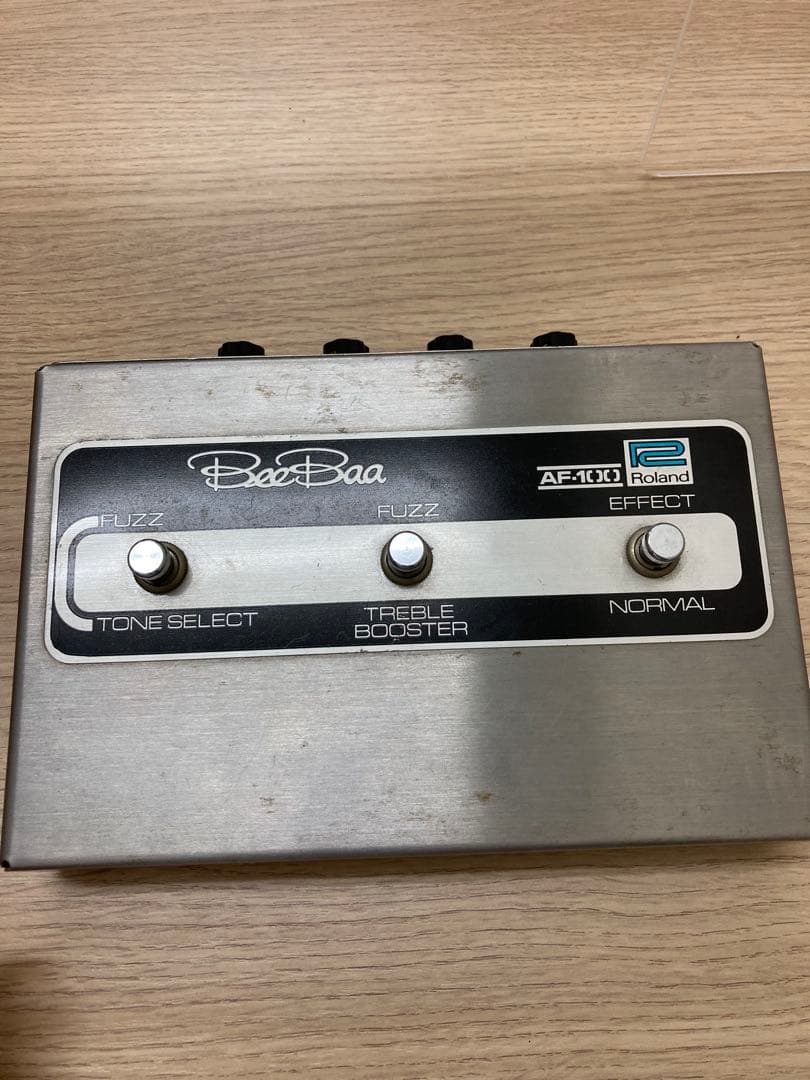 BeeBaa
AF-100
Roland
FUZZ
FUZZ
EFFECT
TONE SELECT
TREBLE
BOOSTER
NORMAL